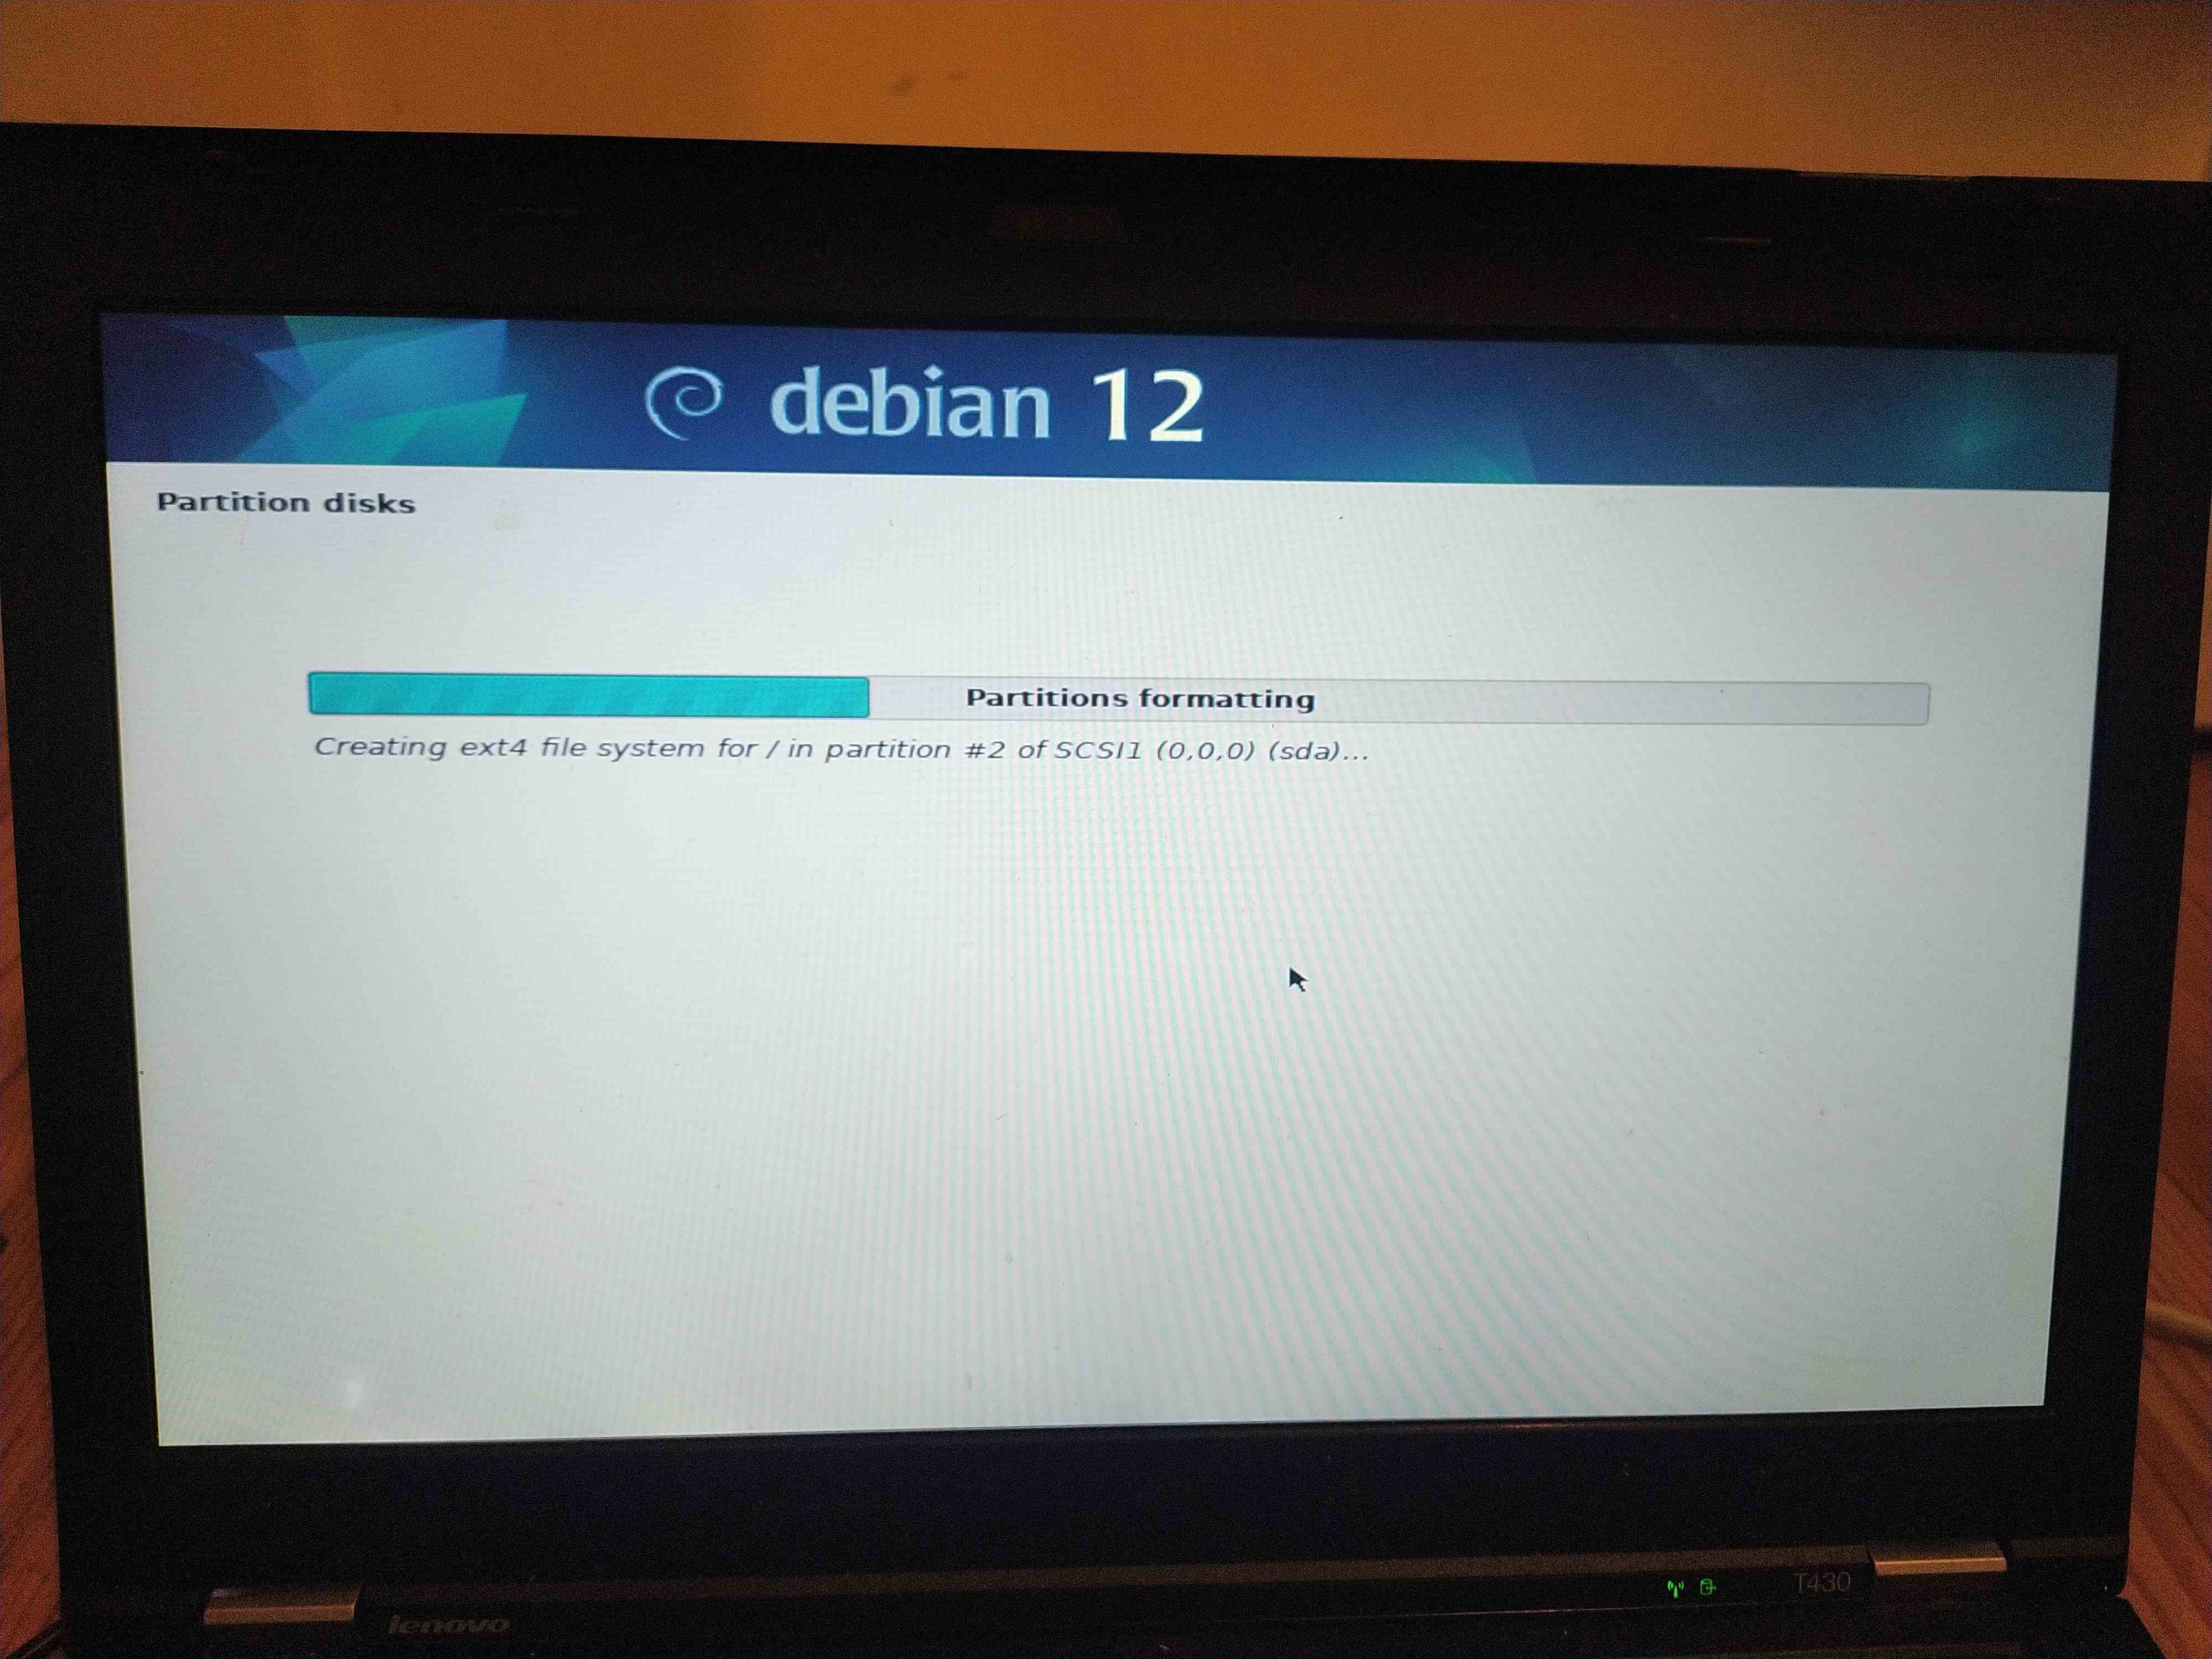 debian 12
Partition disks
Partitions formatting
Creating ext4 file system for / in partition #2 of SCSI1 (0,0,0) (sda)...
T430
lenovo